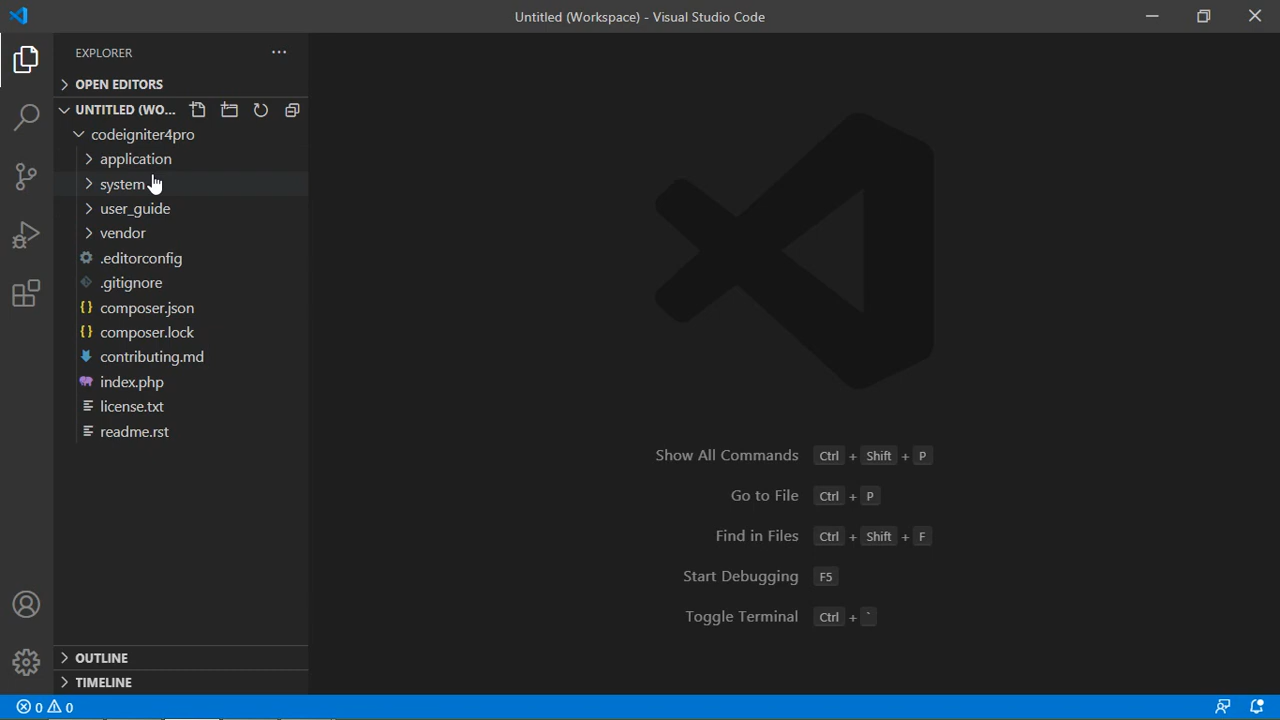 Untitled (Workspace) - Visual Studio Code
EXPLORER
OPEN EDITORS
UNTITLED (WO...
codeigniter4pro
application
system
user_guide
vendor
.editorconfig
.gitignore
composer.json
composer.lock
contributing.md
index.php
license.txt
readme.rst
OUTLINE
TIMELINE
Show All Commands Ctrl + Shift + P
Go to File Ctrl + P
Find in Files Ctrl + Shift + F
Start Debugging F5
Toggle Terminal Ctrl + `
0 0